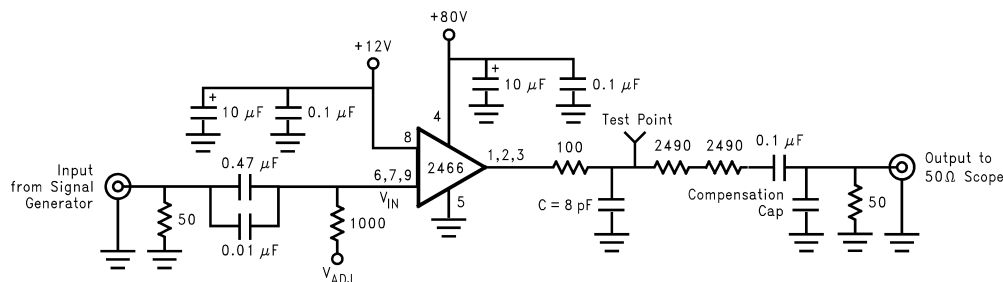 +80V
+12V
+
10 μF
0.1 μF
+
10 μF
0.1 μF
4
8
Test Point
Input
from Signal
Generator
0.47 μF
6,7,9
V_IN
2466
1,2,3
100
2490
2490
0.1 μF
Output to
50Ω Scope
50
0.01 μF
1000
5
C = 8 pF
Compensation
Cap
50
V_ADJ